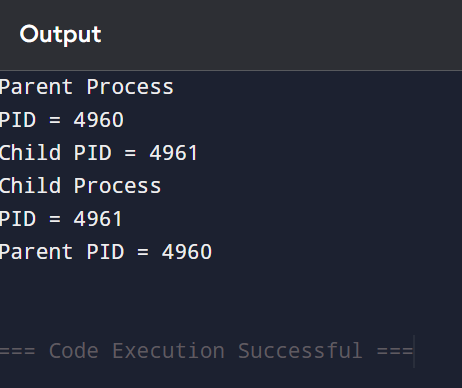 Output
Parent Process
PID = 4960
Child PID = 4961
Child Process
PID = 4961
Parent PID = 4960
=== Code Execution Successful ===